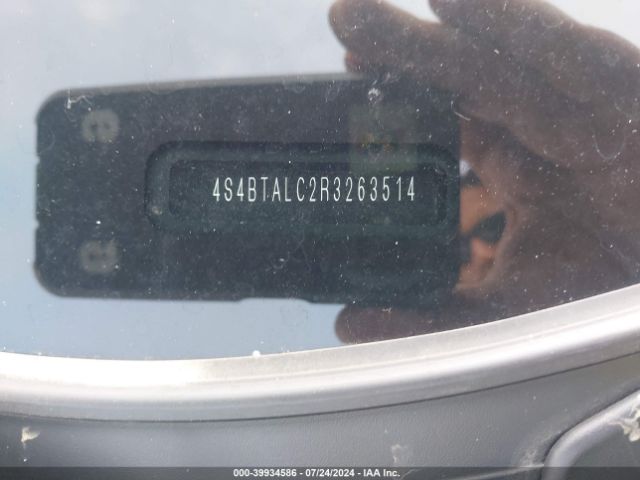 4S4BTALC2R3263514
000-39934586 / 07/24/2024 - IAA Inc.